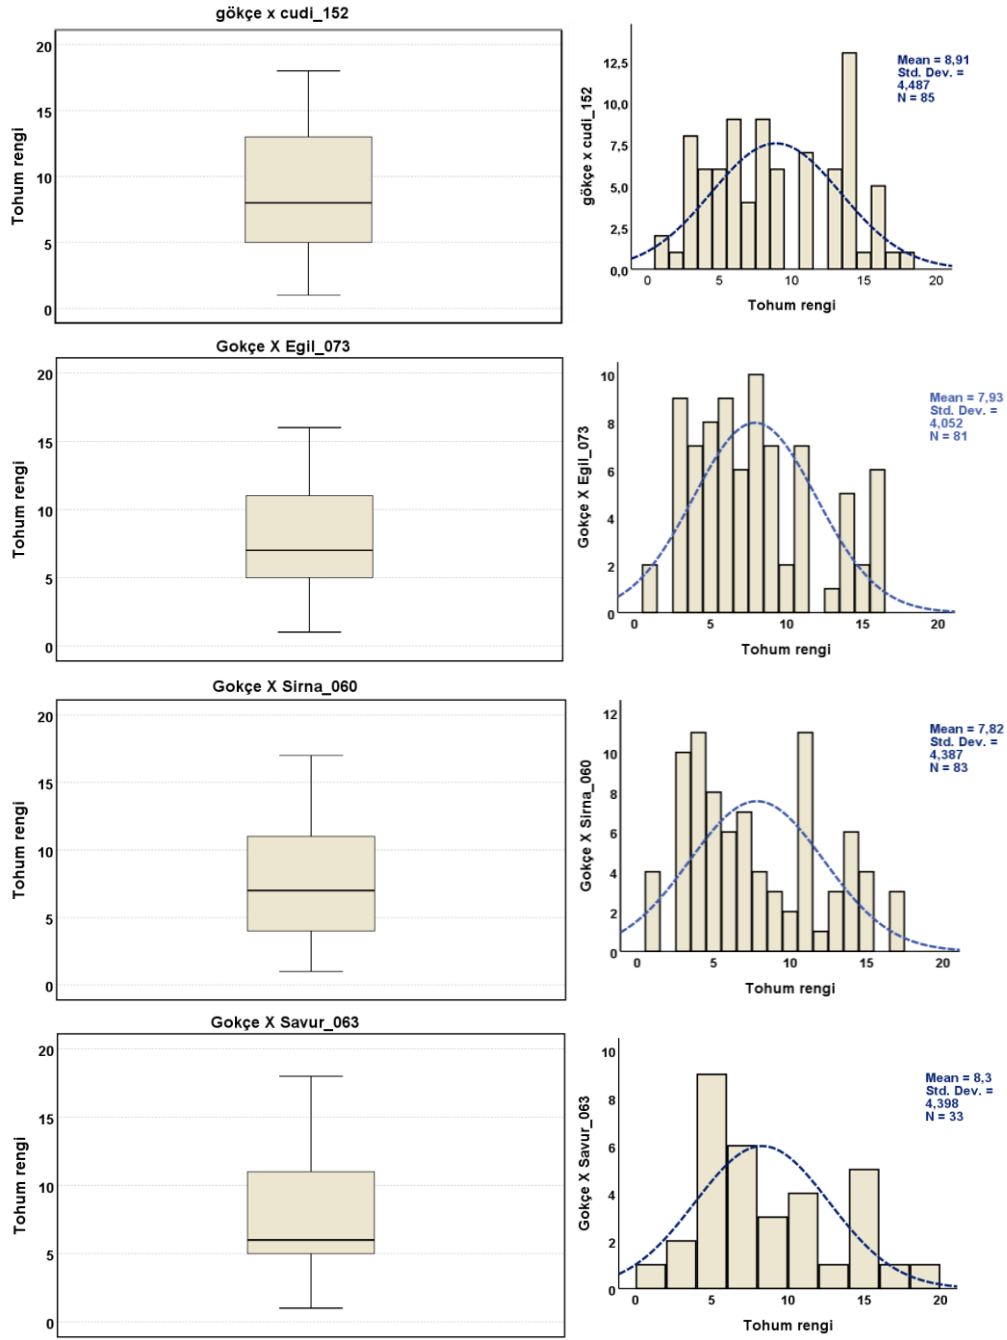 gökçe x cudi_152
20
15
10
5
0
Tohum rengi
12,5
10,0
7,5
5,0
2,5
0,0
gökçe x cudi_152
0 5 10 15 20
Tohum rengi
Mean = 8,91
Std. Dev. =
4,487
N = 85
Gokçe X Egil_073
20
15
10
5
0
Tohum rengi
10
8
6
4
2
0
Gokçe X Egil_073
0 5 10 15 20
Tohum rengi
Mean = 7,93
Std. Dev. =
4,052
N = 81
Gokçe X Sirna_060
20
15
10
5
0
Tohum rengi
12
10
8
6
4
2
0
Gokçe X Sirna_060
0 5 10 15 20
Tohum rengi
Mean = 7,82
Std. Dev. =
4,387
N = 83
Gokçe X Savur_063
20
15
10
5
0
Tohum rengi
10
8
6
4
2
0
Gokçe X Savur_063
0 5 10 15 20
Tohum rengi
Mean = 8,3
Std. Dev. =
4,398
N = 33